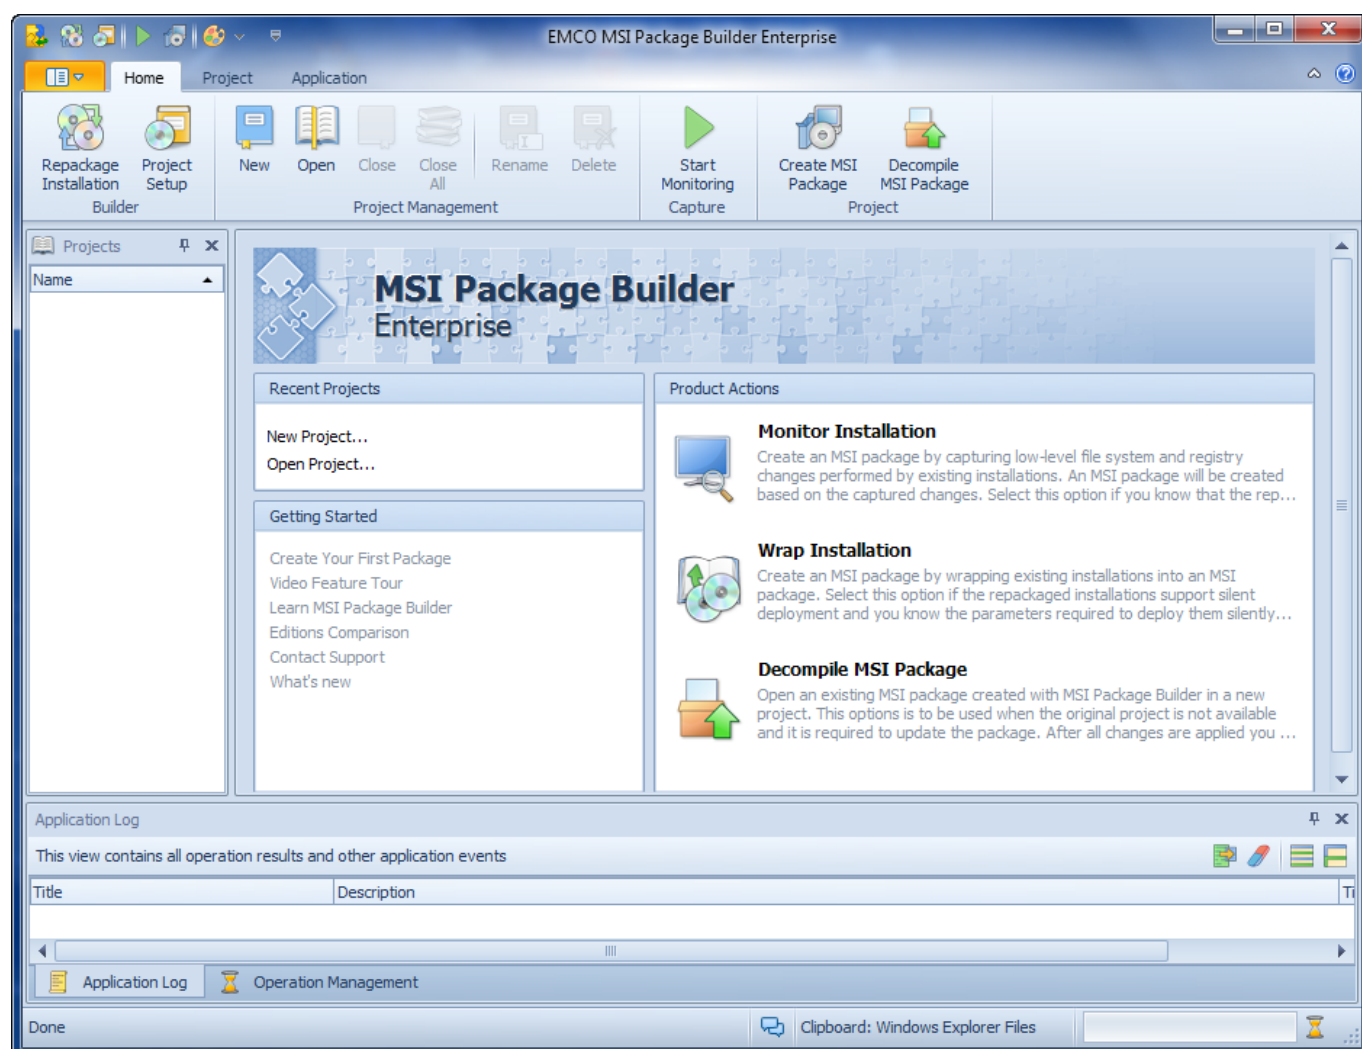 EMCO MSI Package Builder Enterprise
Home Project Application
Repackage Installation
Project Setup
New
Open
Close
Close All
Rename
Delete
Start Monitoring
Create MSI Package
Decompile MSI Package
Builder
Project Management
Capture
Project
Projects
Name
MSI Package Builder
Enterprise
Recent Projects
New Project...
Open Project...
Getting Started
Create Your First Package
Video Feature Tour
Learn MSI Package Builder
Editions Comparison
Contact Support
What's new
Product Actions
Monitor Installation
Create an MSI package by capturing low-level file system and registry
changes performed by existing installations. An MSI package will be created
based on the captured changes. Select this option if you know that the rep...
Wrap Installation
Create an MSI package by wrapping existing installations into an MSI
package. Select this option if the repackaged installations support silent
deployment and you know the parameters required to deploy them silently...
Decompile MSI Package
Open an existing MSI package created with MSI Package Builder in a new
project. This options is to be used when the original project is not available
and it is required to update the package. After all changes are applied you ...
Application Log
This view contains all operation results and other application events
Title Description Ti
Application Log Operation Management
Done Clipboard: Windows Explorer Files